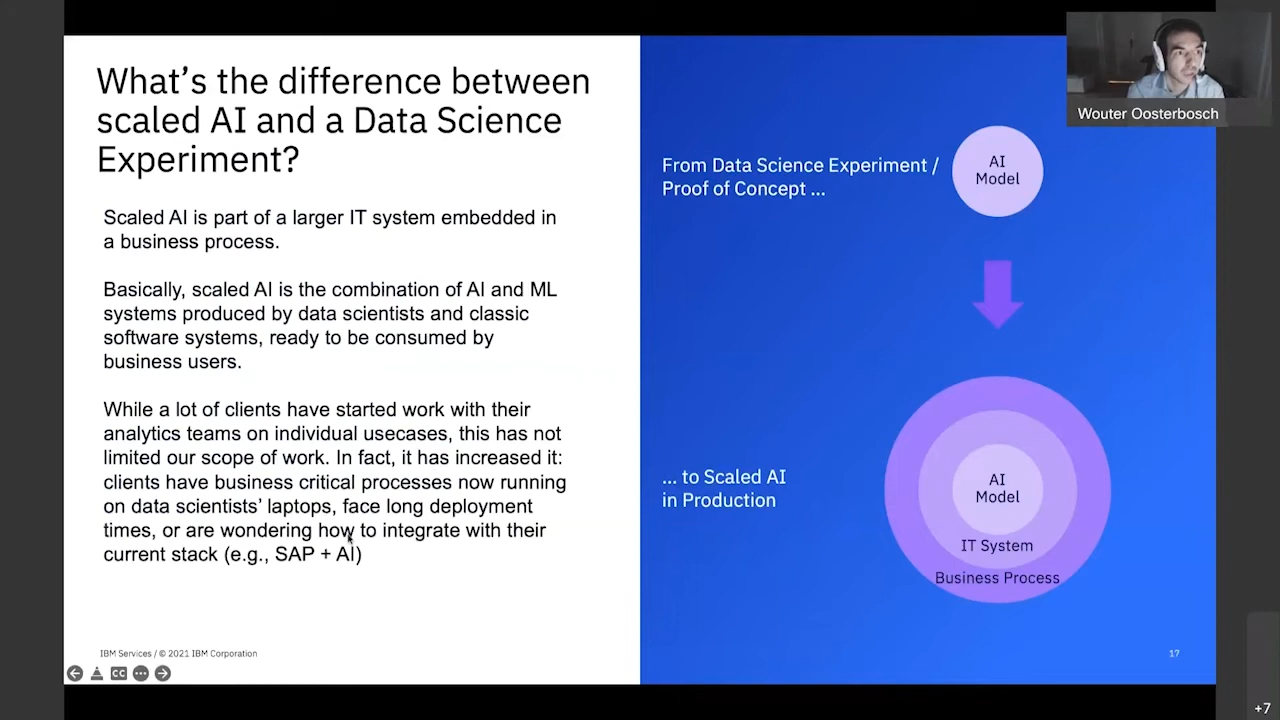 What's the difference between
scaled AI and a Data Science
Experiment?
Scaled AI is part of a larger IT system embedded in
a business process.
Basically, scaled AI is the combination of AI and ML
systems produced by data scientists and classic
software systems, ready to be consumed by
business users.
While a lot of clients have started work with their
analytics teams on individual usecases, this has not
limited our scope of work. In fact, it has increased it:
clients have business critical processes now running
on data scientists' laptops, face long deployment
times, or are wondering how to integrate with their
current stack (e.g., SAP + AI)
IBM Services / © 2021 IBM Corporation
CC
From Data Science Experiment /
Proof of Concept ...
AI
Model
... to Scaled AI
in Production
AI
Model
IT System
Business Process
17
Wouter Oosterbosch
+7